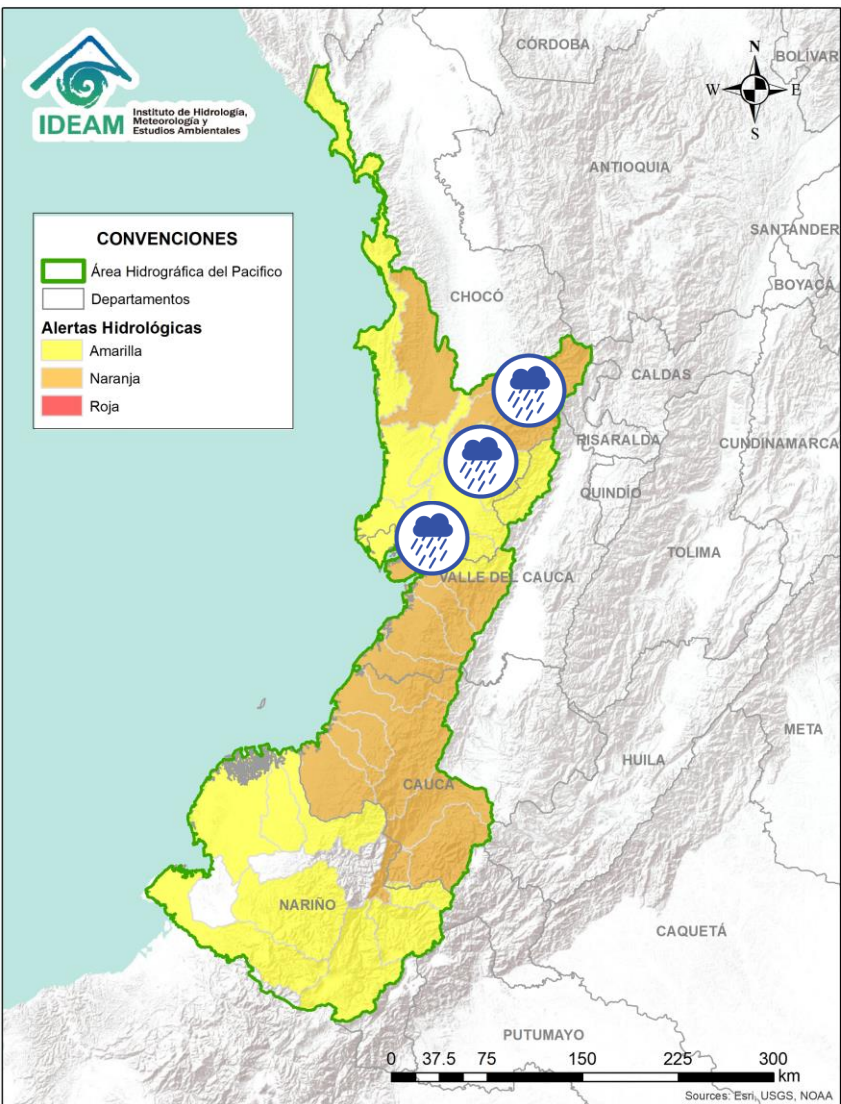 IDEAM
Instituto de Hidrología,
Meteorología y
Estudios Ambientales
CONVENCIONES
Área Hidrográfica del Pacifico
Departamentos
Alertas Hidrológicas
Amarilla
Naranja
Roja
N
W E
S
CÓRDOBA
BOLÍVAR
ANTIOQUIA
SANTANDER
BOYACÁ
CHOCÓ
CALDAS
RISARALDA
CUNDINAMARCA
QUINDÍO
TOLIMA
VALLE DEL CAUCA
META
HUILA
CAUCA
NARIÑO
CAQUETÁ
PUTUMAYO
0 37.5 75 150 225 300
km
Sources: Esri, USGS, NOAA